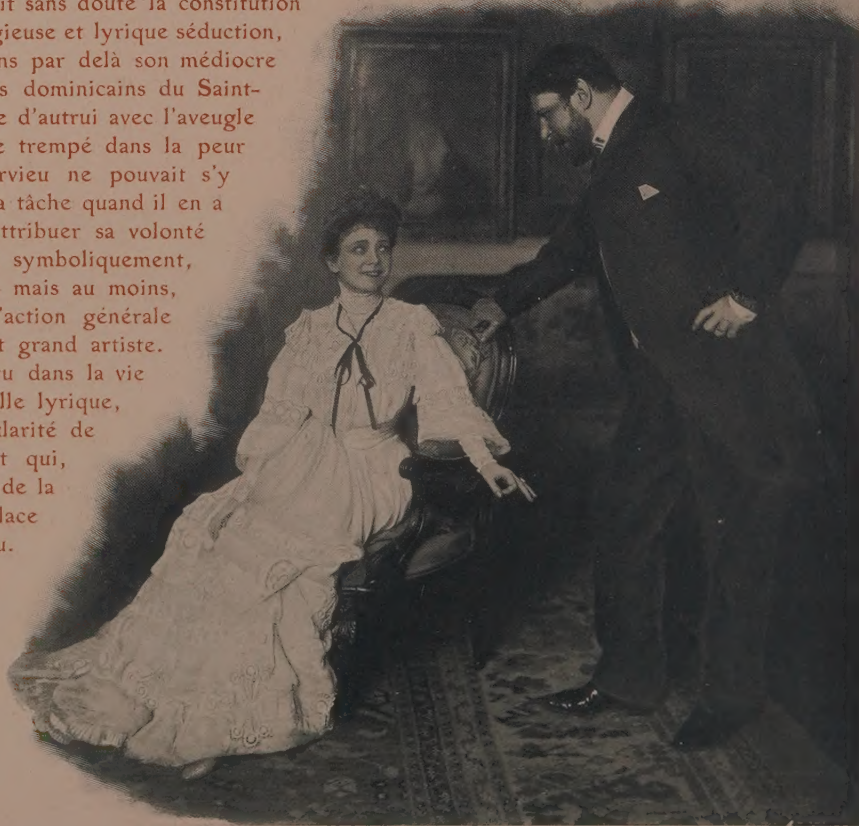 it sans doute la constitution
gieuse et lyrique séduction,
ns par delà son médiocre
s dominicains du Saint-
e d'autrui avec l'aveugle
e trempé dans la peur
rvieu ne pouvait s'y
a tâche quand il en a
ttribuer sa volonté
symboliquement,
mais au moins,
'action générale
t grand artiste.
u dans la vie
lle lyrique,
larité de
t qui,
de la
lace
u.